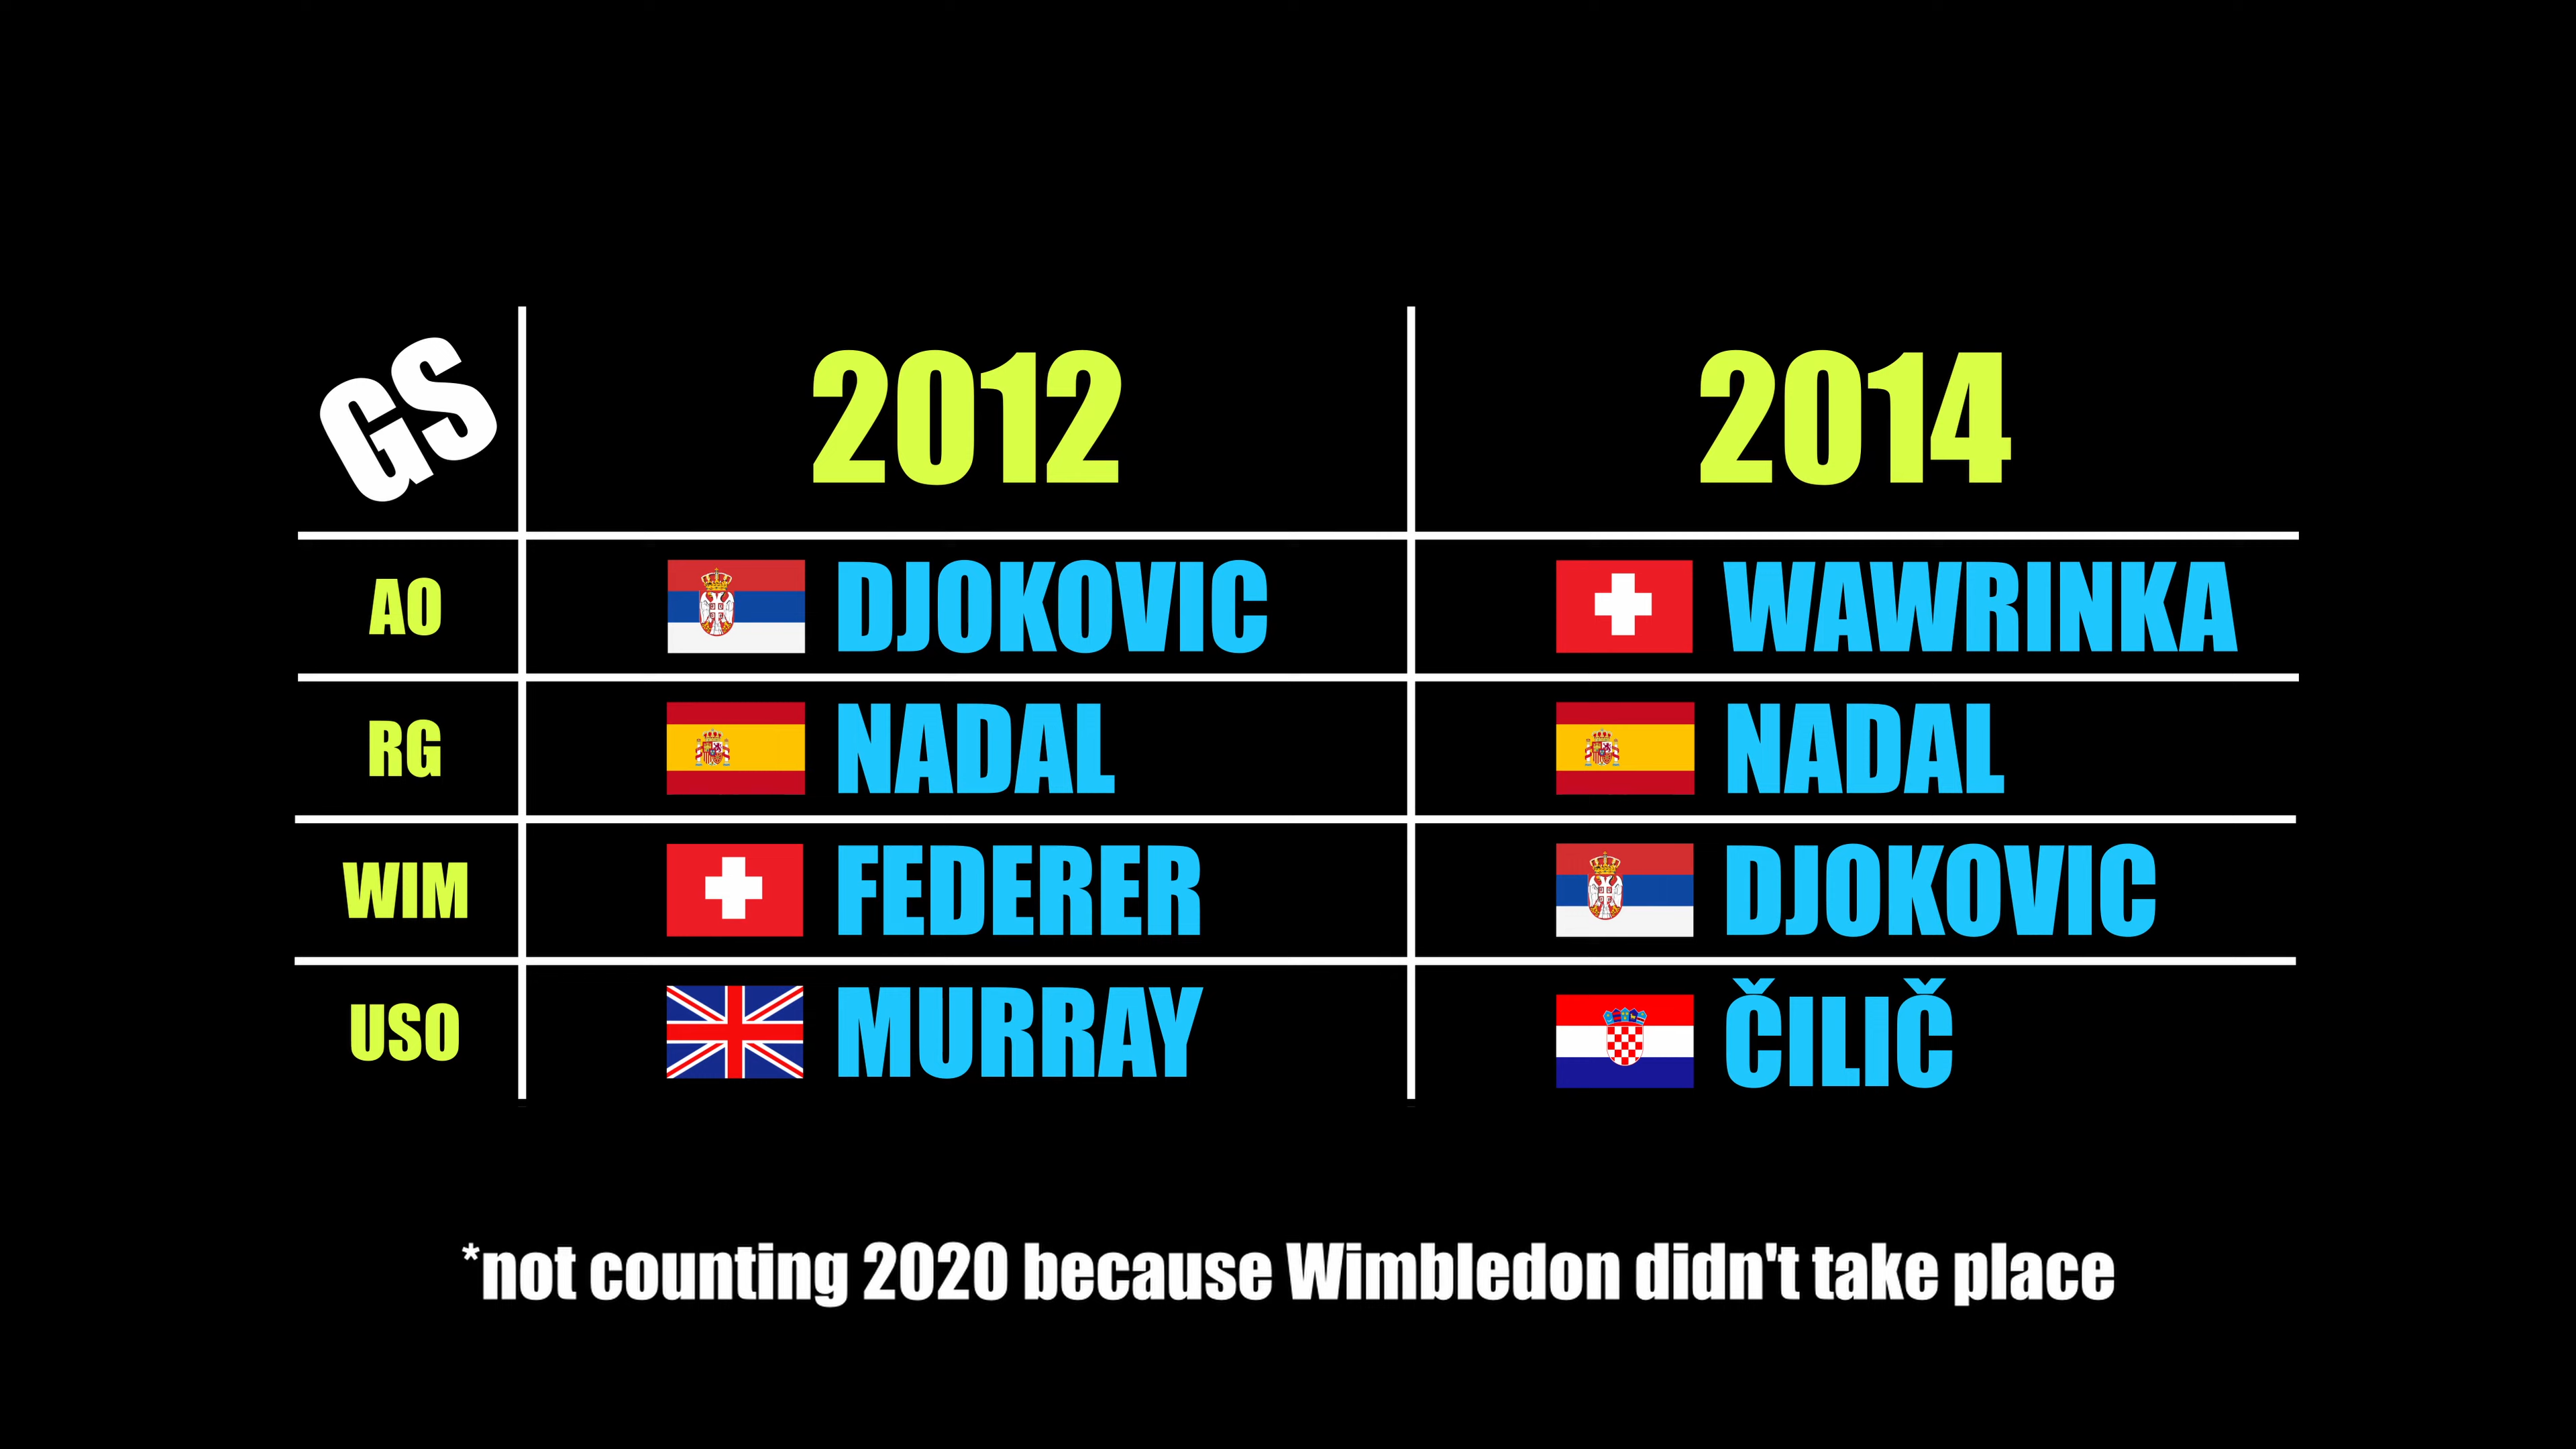 GS 2012 2014
AO DJOKOVIC WAWRINKA
RG NADAL NADAL
WIM FEDERER DJOKOVIC
USO MURRAY ČILIČ
*not counting 2020 because Wimbledon didn't take place